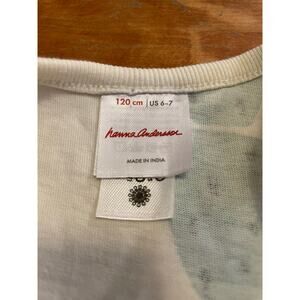 120 cm | US 6-7
hanna andersson
MADE IN INDIA